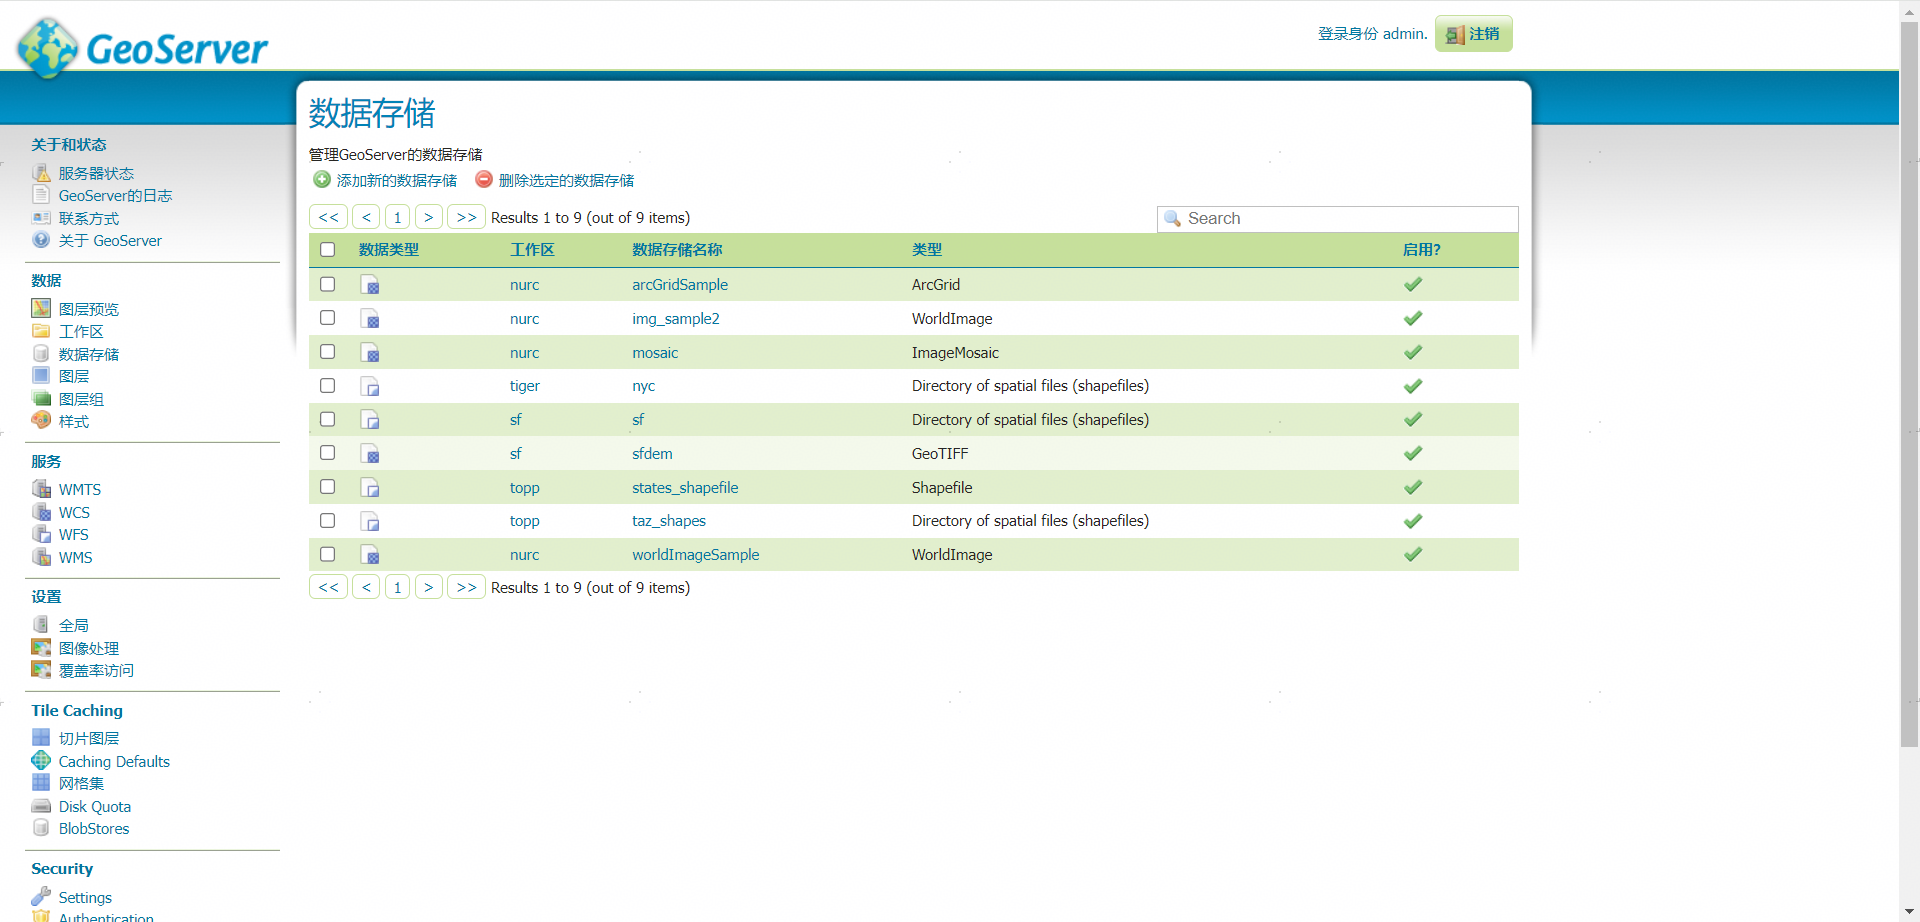 GeoServer
登录身份 admin. 注销
关于和状态
服务器状态
GeoServer的日志
联系方式
关于 GeoServer
数据
图层预览
工作区
数据存储
图层
图层组
样式
服务
WMTS
WCS
WFS
WMS
设置
全局
图像处理
覆盖率访问
Tile Caching
切片图层
Caching Defaults
网格集
Disk Quota
BlobStores
Security
Settings
Authentication
数据存储
管理GeoServer的数据存储
添加新的数据存储 删除选定的数据存储
<< < 1 > >> Results 1 to 9 (out of 9 items) Search
数据类型 工作区 数据存储名称 类型 启用?
nurc arcGridSample ArcGrid
nurc img_sample2 WorldImage
nurc mosaic ImageMosaic
tiger nyc Directory of spatial files (shapefiles)
sf sf Directory of spatial files (shapefiles)
sf sfdem GeoTIFF
topp states_shapefile Shapefile
topp taz_shapes Directory of spatial files (shapefiles)
nurc worldImageSample WorldImage
<< < 1 > >> Results 1 to 9 (out of 9 items)